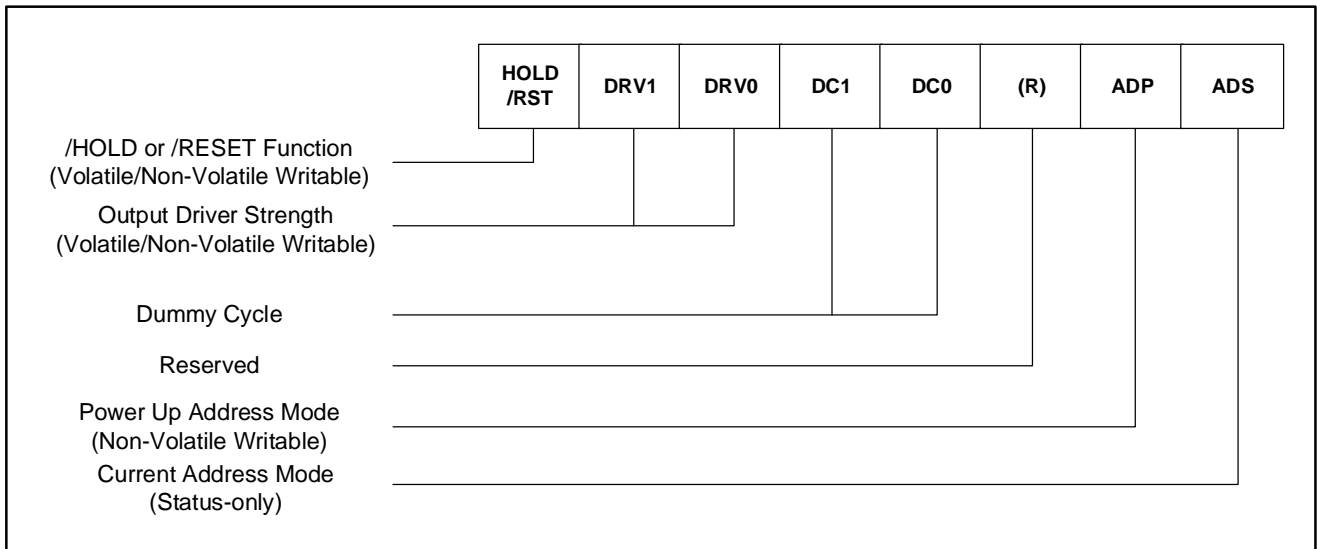 HOLD
/RST
DRV1
DRV0
DC1
DC0
(R)
ADP
ADS
/HOLD or /RESET Function
(Volatile/Non-Volatile Writable)
Output Driver Strength
(Volatile/Non-Volatile Writable)
Dummy Cycle
Reserved
Power Up Address Mode
(Non-Volatile Writable)
Current Address Mode
(Status-only)